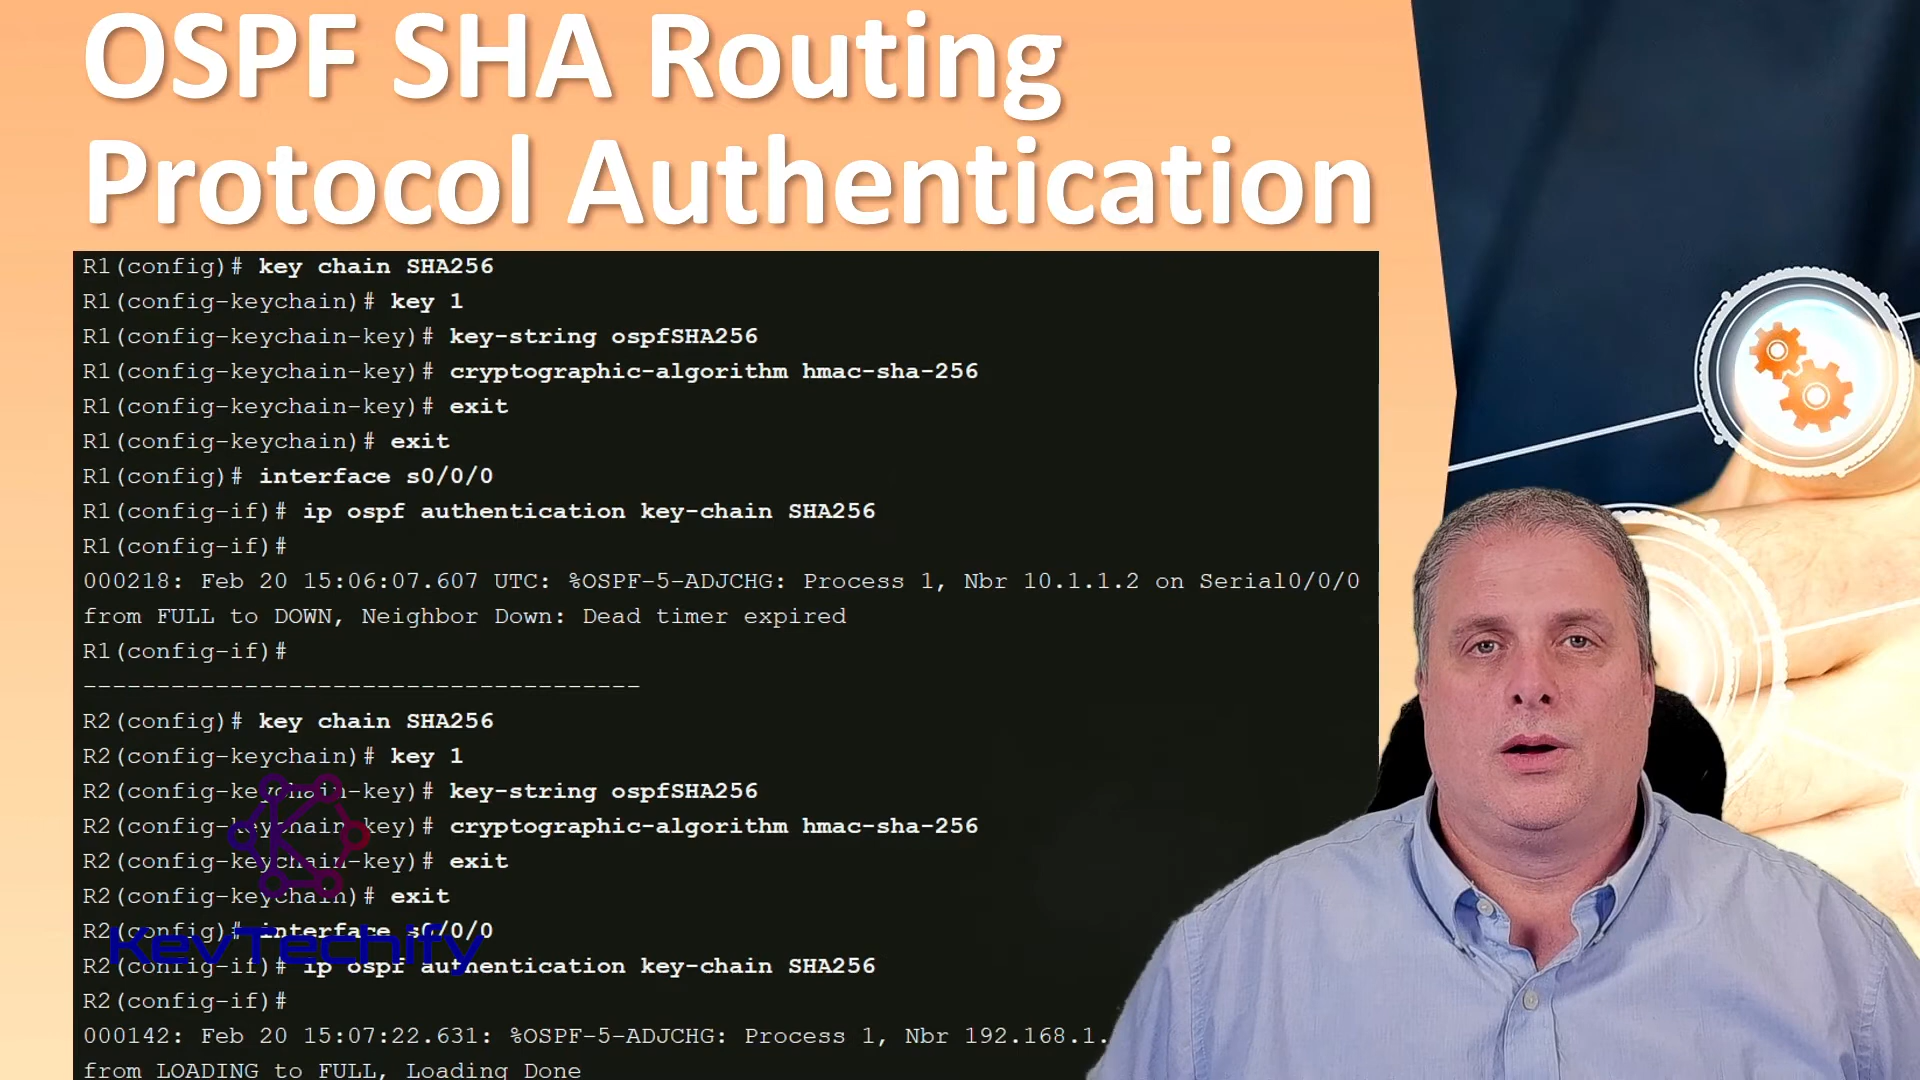 OSPF SHA Routing
Protocol Authentication
R1(config)# key chain SHA256
R1(config-keychain)# key 1
R1(config-keychain-key)# key-string ospfSHA256
R1(config-keychain-key)# cryptographic-algorithm hmac-sha-256
R1(config-keychain-key)# exit
R1(config-keychain)# exit
R1(config)# interface s0/0/0
R1(config-if)# ip ospf authentication key-chain SHA256
R1(config-if)#
000218: Feb 20 15:06:07.607 UTC: %OSPF-5-ADJCHG: Process 1, Nbr 10.1.1.2 on Serial0/0/0
from FULL to DOWN, Neighbor Down: Dead timer expired
R1(config-if)#
--------------------------------------
R2(config)# key chain SHA256
R2(config-keychain)# key 1
R2(config-keychain-key)# key-string ospfSHA256
R2(config-keychain-key)# cryptographic-algorithm hmac-sha-256
R2(config-keychain-key)# exit
R2(config-keychain)# exit
R2(config)# interface s0/0/0
KevTechify
R2(config-if)# ip ospf authentication key-chain SHA256
R2(config-if)#
000142: Feb 20 15:07:22.631: %OSPF-5-ADJCHG: Process 1, Nbr 192.168.1.
from LOADING to FULL, Loading Done